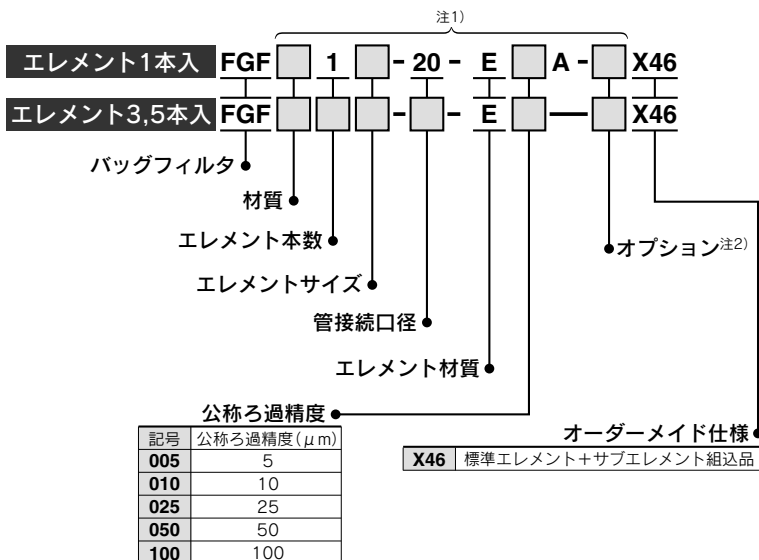 注1)
エレメント1本入 FGF 1 - 20 - E A - X46
エレメント3,5本入 FGF - - E — X46
バッグフィルタ
材質
エレメント本数
オプション注2)
エレメントサイズ
管接続口径
エレメント材質
公称ろ過精度
記号 公称ろ過精度(μm)
005 5
010 10
025 25
050 50
100 100
オーダーメイド仕様
X46 標準エレメント+サブエレメント組込品